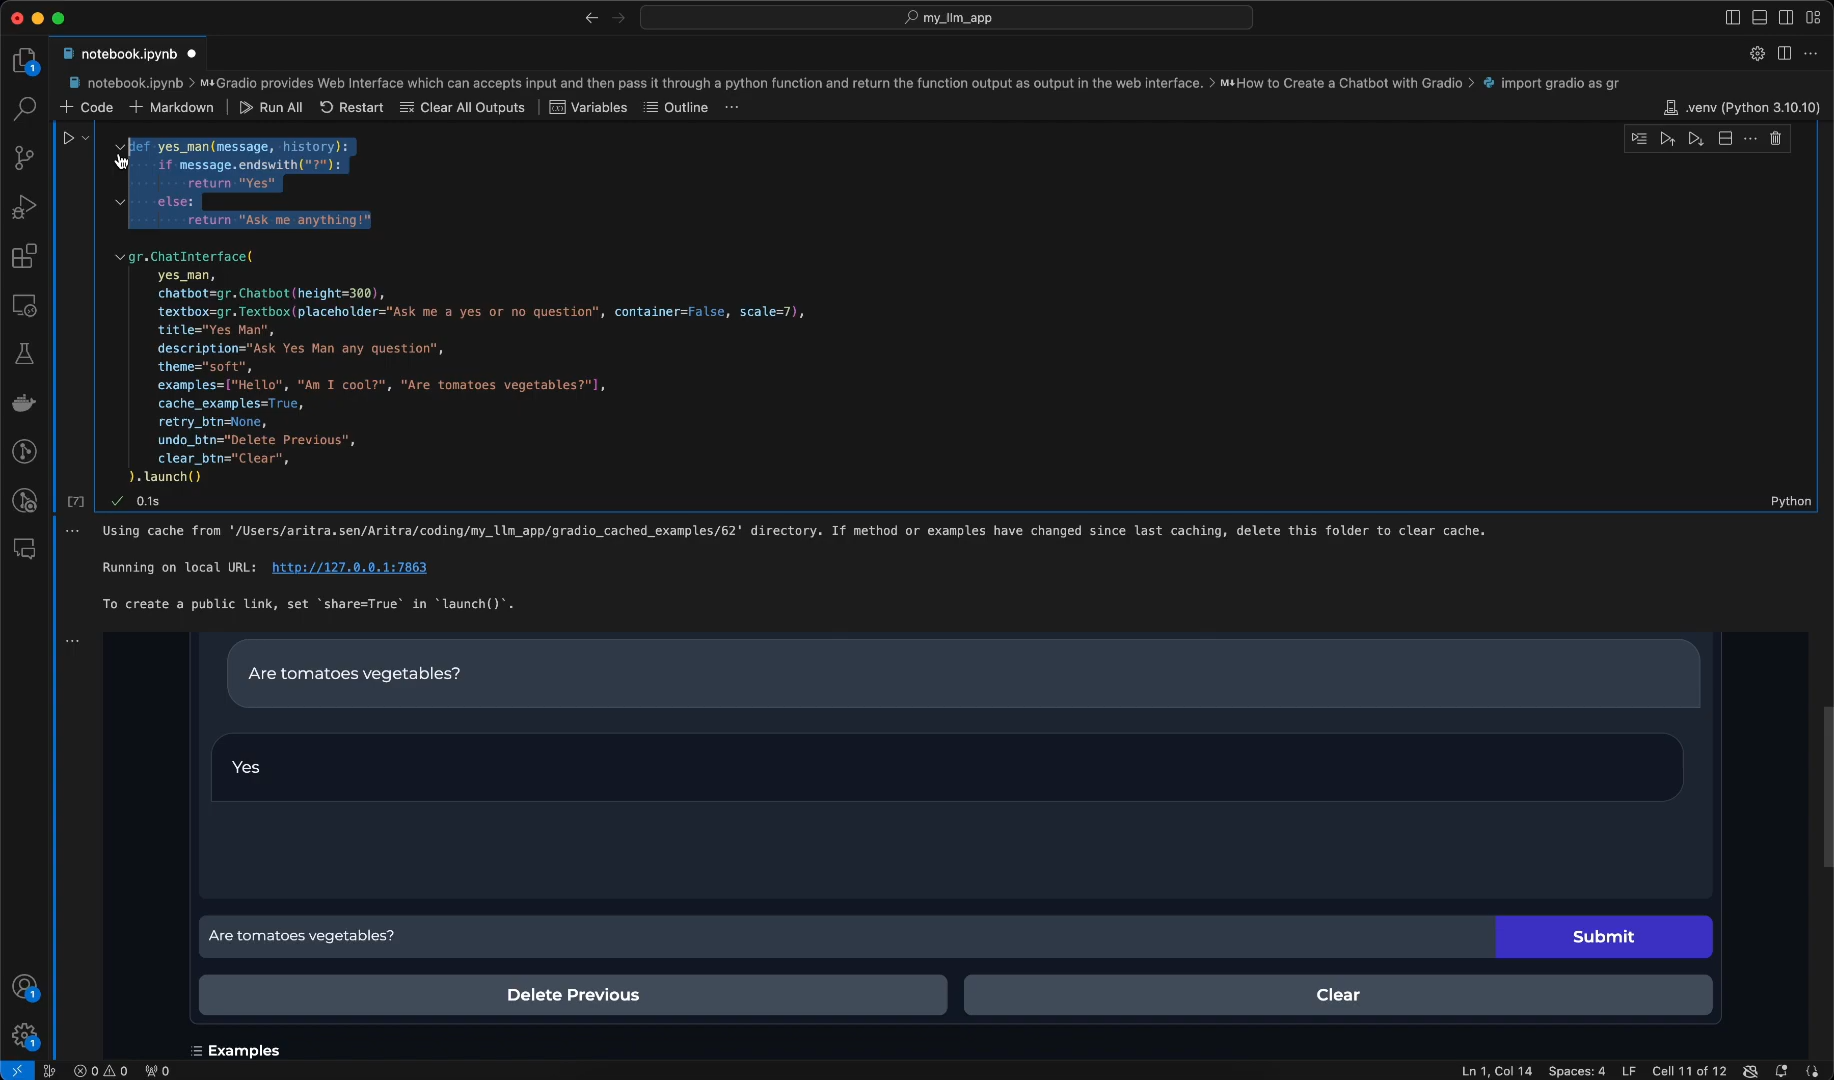 my_llm_app
notebook.ipynb
notebook.ipynb > M↓Gradio provides Web Interface which can accepts input and then pass it through a python function and return the function output as output in the web interface. > M↓How to Create a Chatbot with Gradio > import gradio as gr
+ Code + Markdown Run All Restart Clear All Outputs Variables Outline ...
.venv (Python 3.10.10)
def yes_man(message, history):
if message.endswith("?"):
return "Yes"
else:
return "Ask me anything!"
gr.ChatInterface(
yes_man,
chatbot=gr.Chatbot(height=300),
textbox=gr.Textbox(placeholder="Ask me a yes or no question", container=False, scale=7),
title="Yes Man",
description="Ask Yes Man any question",
theme="soft",
examples=["Hello", "Am I cool?", "Are tomatoes vegetables?"],
cache_examples=True,
retry_btn=None,
undo_btn="Delete Previous",
clear_btn="Clear",
).launch()
[7] 0.1s Python
Using cache from '/Users/aritra.sen/Aritra/coding/my_llm_app/gradio_cached_examples/62' directory. If method or examples have changed since last caching, delete this folder to clear cache.
Running on local URL: http://127.0.0.1:7863
To create a public link, set `share=True` in `launch()`.
Are tomatoes vegetables?
Yes
Are tomatoes vegetables? Submit
Delete Previous Clear
Examples
1
1
1
0 0 0 Ln 1, Col 14 Spaces: 4 LF Cell 11 of 12